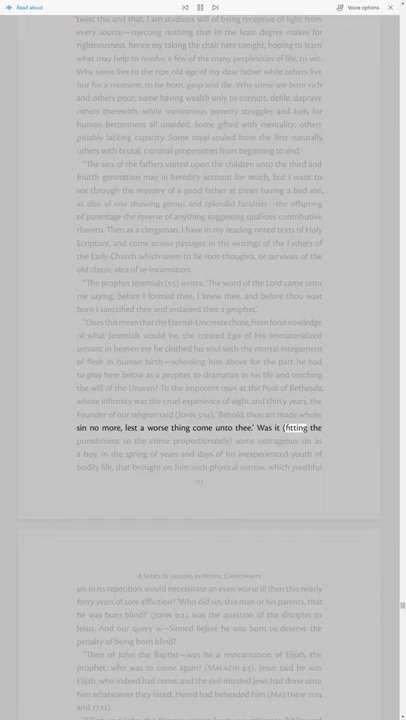 Read aloud
Voice options
'twixt this and that, I am studious still of being receptive of light from
every source—rejecting nothing that in the least degree makes for
righteousness, hence my taking the chair here tonight, hoping to learn
what may help to resolve a few of the many perplexities of life, to wit:
Why some live to the ripe old age of my dear father while others live
but for a moment, to be born, gasp and die. Why some are born rich
and others poor; some having wealth only to corrupt, defile, deprave
others therewith, while meritorious poverty struggles and toils for
human betterment all unaided. Some gifted with mentality; others
pitiably lacking capacity. Some royal-souled from the first naturally,
others with brutal, criminal propensities from beginning to end.
"The sins of the fathers visited upon the children unto the third and
fourth generation may in heredity account for much, but I want to
see through the mystery of a good father at times having a bad son,
as also of one showing genius and splendid faculties—the offspring
of parentage the reverse of anything suggesting qualities contributive
thereto. Then as a clergyman, I have in my reading noted texts of Holy
Scripture, and come across passages in the writings of the Fathers of
the Early Church which seem to be root-thoughts, or survivals of the
old classic idea of re-incarnation.
"The prophet Jeremiah (1:5) writes, 'The word of the Lord came unto
me saying, before I formed thee, I knew thee, and before thou wast
born I sanctified thee and ordained thee a prophet.'
"Does this mean that the Eternal-Uncreate chose, from foreknowledge
of what Jeremiah would be, the created Ego of His immaterialized
servant in heaven ere he clothed his soul with the mortal integument
of flesh in human birth—schooling him above for the part he had
to play here below as a prophet to dramatize in his life and teaching
the will of the Unseen? To the impotent man at the Pool of Bethesda,
whose infirmity was the cruel experience of eight and thirty years, the
Founder of our religion said (JOHN 5:14), 'Behold, thou art made whole;
sin no more, lest a worse thing come unto thee.' Was it (fitting the
punishment to the crime proportionately) some outrageous sin as
a boy, in the spring of years and days of his inexperienced youth of
bodily life, that brought on him such physical sorrow, which youthful
A SERIES OF LESSONS IN MYSTIC CHRISTIANITY
sin in its repetition would necessitate an even worse ill than this nearly
forty years of sore affliction? 'Who did sin, this man or his parents, that
he was born blind?' (JOHN 9:2), was the question of the disciples to
Jesus. And our query is—Sinned before he was born to deserve the
penalty of being born blind?
"Then of John the Baptist—was he a reincarnation of Elijah, the
prophet, who was to come again? (MALACHI 4:5). Jesus said he was
Elijah, who indeed had come, and the evil-minded Jews had done unto
him whatsoever they listed. Herod had beheaded him (MATTHEW 11:14
and 17:12).